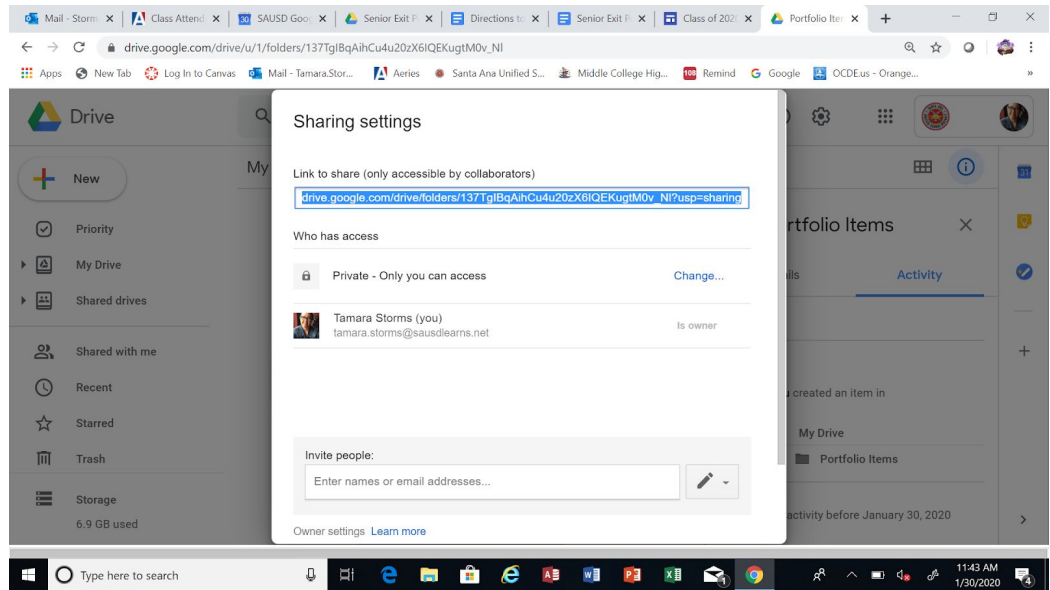 Mail - Storm
Class Attend
30 SAUSD Goog
Senior Exit P
Directions to
Senior Exit P
Class of 202
Portfolio Iter
drive.google.com/drive/u/1/folders/137TgIBqAihCu4u20zX6IQEKugtM0v_NI
Apps New Tab Log In to Canvas Mail - Tamara.Stor... Aeries Santa Ana Unified S... Middle College Hig... 108 Remind Google OCDE.us - Orange... »
Drive
Sharing settings
New
My
Link to share (only accessible by collaborators)
31
drive.google.com/drive/folders/137TgIBqAihCu4u20zX6IQEKugtM0v_NI?usp=sharing
Priority
Who has access
rtfolio Items
My Drive
Private - Only you can access
Change...
ils
Activity
Shared drives
Tamara Storms (you)
tamara.storms@sausdlearns.net
Is owner
Shared with me
Recent
u created an item in
Starred
My Drive
Trash
Invite people:
Portfolio Items
Enter names or email addresses...
Storage
6.9 GB used
activity before January 30, 2020
Owner settings Learn more
Type here to search
11:43 AM
1/30/2020
4